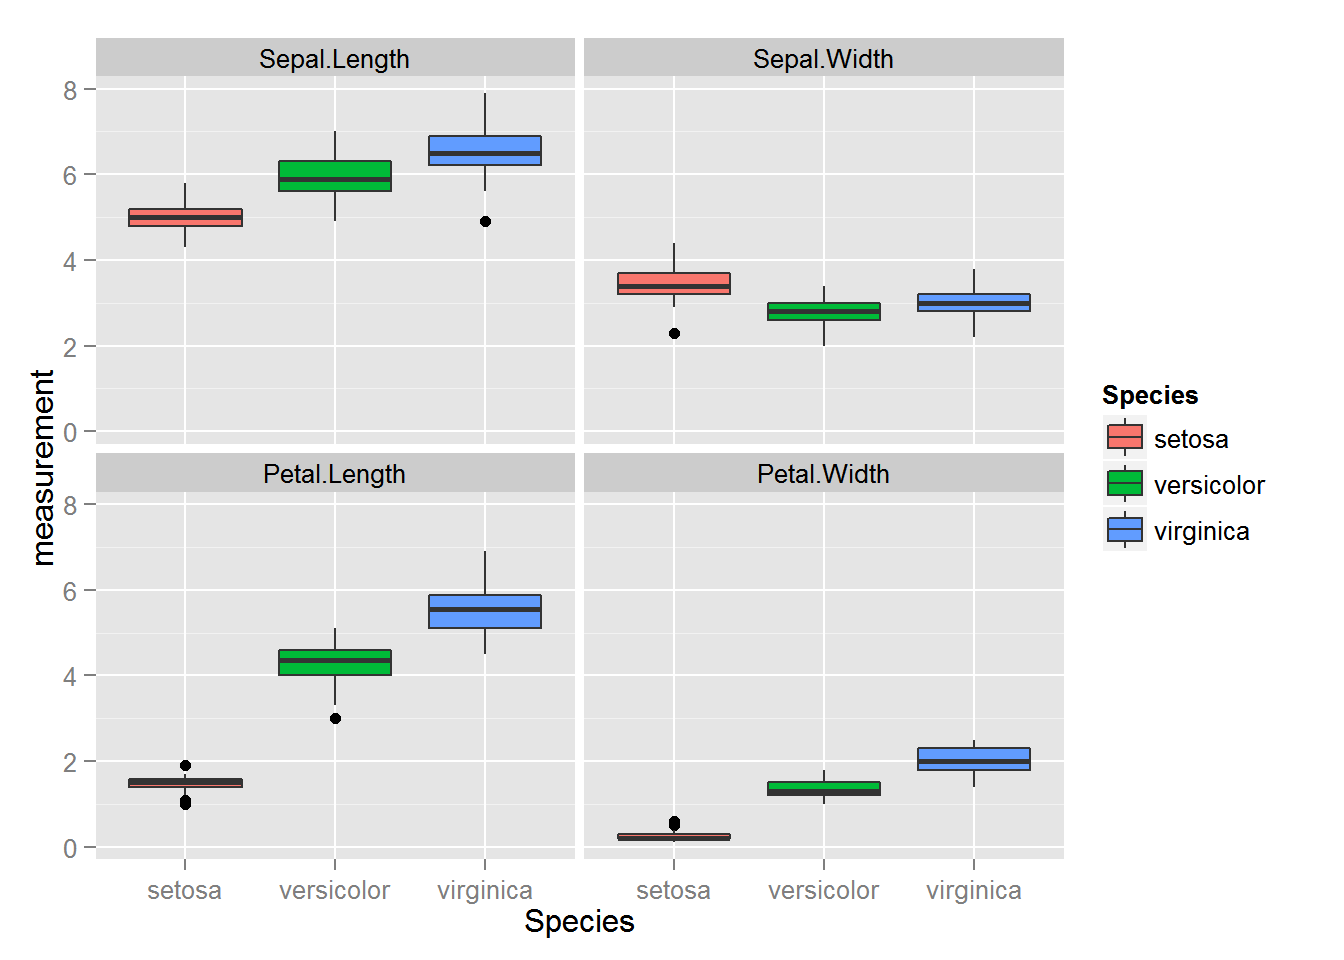 Sepal.Length
Sepal.Width
8
6
4
2
0
measurement
Petal.Length
Petal.Width
8
6
4
2
0
setosa
versicolor
virginica
setosa
versicolor
virginica
Species
Species
setosa
versicolor
virginica